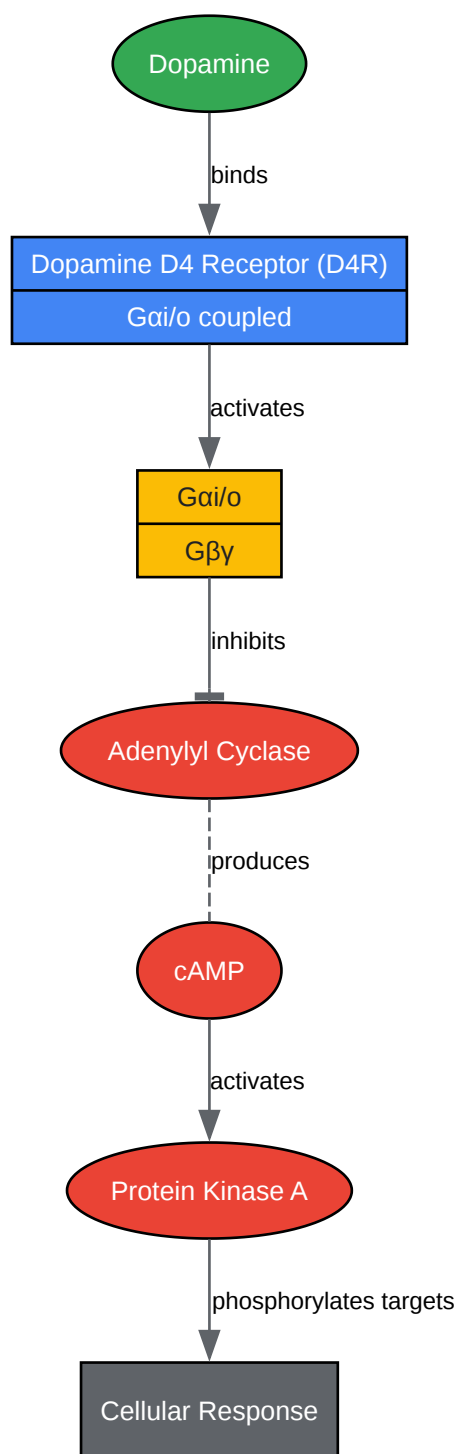 Dopamine
binds
Dopamine D4 Receptor (D4R)
Gαi/o coupled
activates
Gαi/o
Gβγ
inhibits
Adenylyl Cyclase
produces
cAMP
activates
Protein Kinase A
phosphorylates targets
Cellular Response